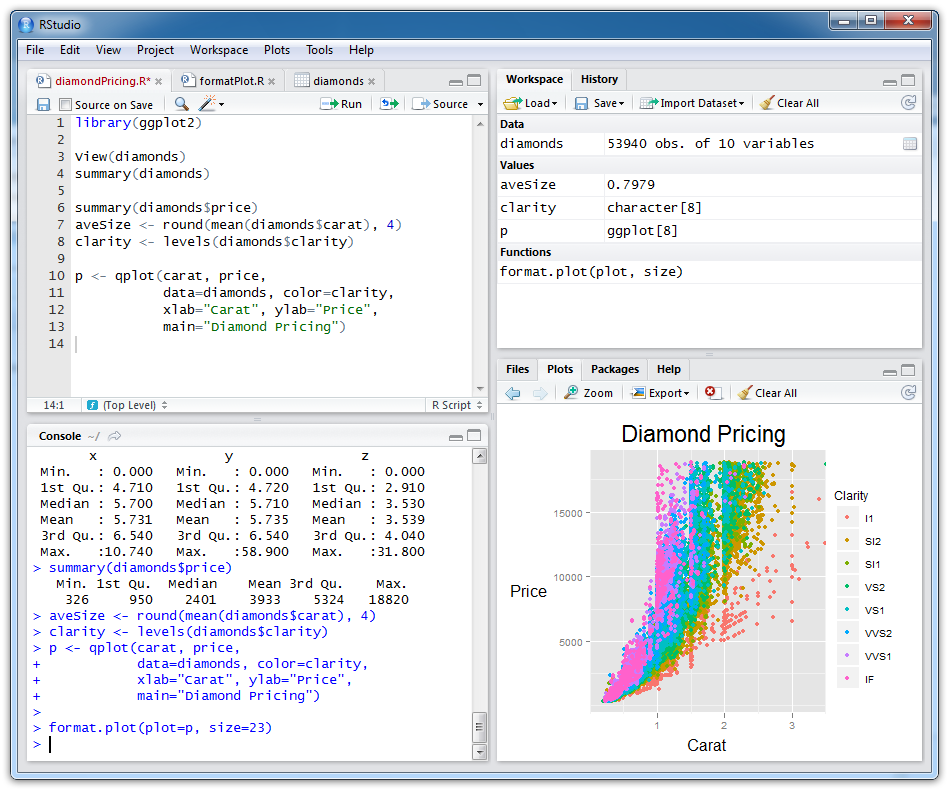 RStudio
File Edit View Project Workspace Plots Tools Help
diamondPricing.R* formatPlot.R diamonds
Source on Save Run Source
1 library(ggplot2)
2
3 View(diamonds)
4 summary(diamonds)
5
6 summary(diamonds$price)
7 aveSize <- round(mean(diamonds$carat), 4)
8 clarity <- levels(diamonds$clarity)
9
10 p <- qplot(carat, price,
11 data=diamonds, color=clarity,
12 xlab="Carat", ylab="Price",
13 main="Diamond Pricing")
14
14:1 (Top Level) R Script
Console ~/
x y z
Min. : 0.000 Min. : 0.000 Min. : 0.000
1st Qu.: 4.710 1st Qu.: 4.720 1st Qu.: 2.910
Median : 5.700 Median : 5.710 Median : 3.530
Mean : 5.731 Mean : 5.735 Mean : 3.539
3rd Qu.: 6.540 3rd Qu.: 6.540 3rd Qu.: 4.040
Max. :10.740 Max. :58.900 Max. :31.800
> summary(diamonds$price)
Min. 1st Qu. Median Mean 3rd Qu. Max.
326 950 2401 3933 5324 18820
> aveSize <- round(mean(diamonds$carat), 4)
> clarity <- levels(diamonds$clarity)
> p <- qplot(carat, price,
+ data=diamonds, color=clarity,
+ xlab="Carat", ylab="Price",
+ main="Diamond Pricing")
>
> format.plot(plot=p, size=23)
>
Workspace History
Load Save Import Dataset Clear All
Data
diamonds 53940 obs. of 10 variables
Values
aveSize 0.7979
clarity character[8]
p ggplot[8]
Functions
format.plot(plot, size)
Files Plots Packages Help
Zoom Export Clear All
Diamond Pricing
Price
15000
10000
5000
1 2 3
Carat
Clarity
I1
SI2
SI1
VS2
VS1
VVS2
VVS1
IF